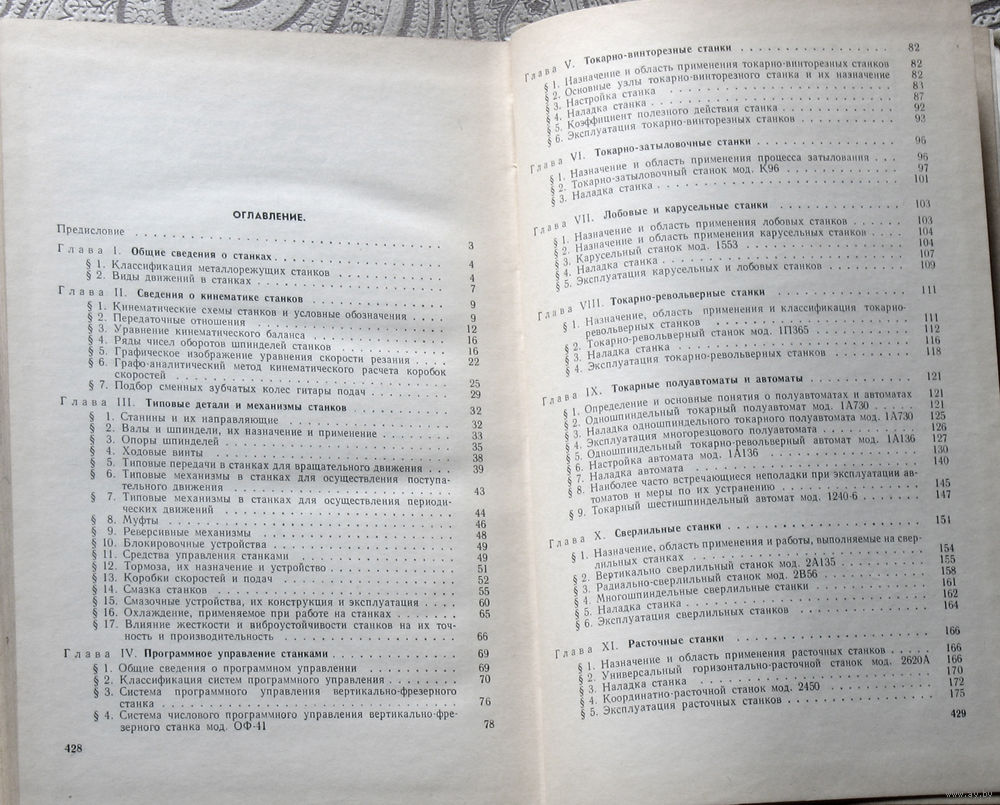 ОГЛАВЛЕНИЕ.
Предисловие . . . 3
Глава I. Общие сведения о станках . . . 4
§ 1. Классификация металлорежущих станков . . . 4
§ 2. Виды движений в станках . . . 7
Глава II. Сведения о кинематике станков . . . 9
§ 1. Кинематические схемы станков и условные обозначения . . . 9
§ 2. Передаточные отношения . . . 12
§ 3. Уравнение кинематического баланса . . . 16
§ 4. Ряды чисел оборотов шпинделей станков . . . 16
§ 5. Графическое изображение уравнения скорости резания . . . 22
§ 6. Графо-аналитический метод кинематического расчета коробок
скоростей . . . 25
§ 7. Подбор сменных зубчатых колес гитары подач . . . 29
Глава III. Типовые детали и механизмы станков . . . 32
§ 1. Станины и их направляющие . . . 32
§ 2. Валы и шпиндели, их назначение и применение . . . 33
§ 3. Опоры шпинделей . . . 35
§ 4. Ходовые винты . . . 38
§ 5. Типовые передачи в станках для вращательного движения . . . 39
§ 6. Типовые механизмы в станках для осуществления поступа-
тельного движения . . . 43
§ 7. Типовые механизмы в станках для осуществления периоди-
ческих движений . . . 44
§ 8. Муфты . . . 46
§ 9. Реверсивные механизмы . . . 48
§ 10. Блокировочные устройства . . . 49
§ 11. Средства управления станками . . . 49
§ 12. Тормоза, их назначение и устройство . . . 51
§ 13. Коробки скоростей и подач . . . 52
§ 14. Смазка станков . . . 55
§ 15. Смазочные устройства, их конструкция и эксплуатация . . . 60
§ 16. Охлаждение, применяемое при работе на станках . . . 65
§ 17. Влияние жесткости и виброустойчивости станков на их точ-
ность и производительность . . . 66
Глава IV. Программное управление станками . . . 69
§ 1. Общие сведения о программном управлении . . . 69
§ 2. Классификация систем программного управления . . . 70
§ 3. Система программного управления вертикально-фрезерного
станка . . . 76
§ 4. Система числового программного управления вертикально-фре-
зерного станка мод. ОФ-41 78
428
Глава V. Токарно-винторезные станки . . . 82
§ 1. Назначение и область применения токарно-винторезных станков 82
§ 2. Основные узлы токарно-винторезного станка и их назначение 82
§ 3. Настройка станка . . . 83
§ 4. Наладка станка . . . 87
§ 5. Коэффициент полезного действия станка . . . 92
§ 6. Эксплуатация токарно-винторезных станков . . . 93
Глава VI. Токарно-затыловочные станки . . . 96
§ 1. Назначение и область применения процесса затылования . . . 96
§ 2. Токарно-затыловочный станок мод. К96 . . . 97
§ 3. Наладка станка . . . 101
Глава VII. Лобовые и карусельные станки . . . 103
§ 1. Назначение и область применения лобовых станков . . . 103
§ 2. Назначение и область применения карусельных станков . . . 104
§ 3. Карусельный станок мод. 1553 . . . 104
§ 4. Наладка станка . . . 107
§ 5. Эксплуатация карусельных и лобовых станков . . . 109
Глава VIII. Токарно-револьверные станки . . . 111
§ 1. Назначение, область применения и классификация токарно-
револьверных станков . . . 111
§ 2. Токарно-револьверный станок мод. 1П365 . . . 112
§ 3. Наладка станка . . . 116
§ 4. Эксплуатация токарно-револьверных станков . . . 118
Глава IX. Токарные полуавтоматы и автоматы . . . 121
§ 1. Определение и основные понятия о полуавтоматах и автоматах 121
§ 2. Одношпиндельный токарный полуавтомат мод. 1А730 . . . 121
§ 3. Наладка одношпиндельного токарного полуавтомата мод. 1А730 125
§ 4. Эксплуатация многорезцового полуавтомата . . . 126
§ 5. Одношпиндельный токарно-револьверный автомат мод. 1А136 127
§ 6. Настройка автомата мод. 1А136 . . . 130
§ 7. Наладка автомата . . . 140
§ 8. Наиболее часто встречающиеся неполадки при эксплуатации ав-
томатов и меры по их устранению . . . 145
§ 9. Токарный шестишпиндельный автомат мод. 1240-6 . . . 147
Глава X. Сверлильные станки . . . 151
§ 1. Назначение, область применения и работы, выполняемые на свер-
лильных станках . . . 154
§ 2. Вертикально сверлильный станок мод. 2А135 . . . 155
§ 3. Радиально-сверлильный станок мод. 2В56 . . . 158
§ 4. Многошпиндельные сверлильные станки . . . 161
§ 5. Наладка станка . . . 162
§ 6. Эксплуатация сверлильных станков . . . 164
Глава XI. Расточные станки . . . 166
§ 1. Назначение и область применения расточных станков . . . 166
§ 2. Универсальный горизонтально-расточный станок мод. 2620А 166
§ 3. Наладка станка . . . 170
§ 4. Координатно-расточной станок мод. 2450 . . . 172
§ 5. Эксплуатация расточных станков . . . 175
429
www.ay.by